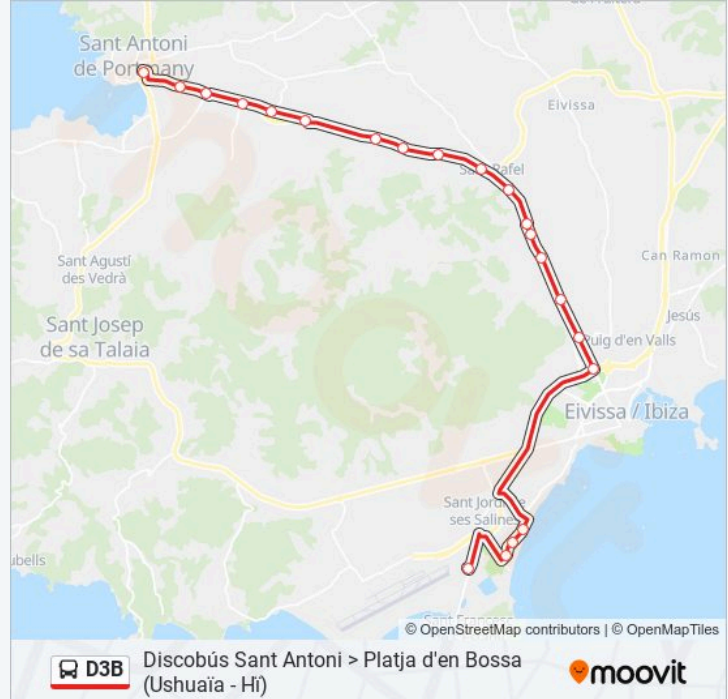 Sant Antoni
de Portmany
Eivissa
Sant Rafel
Can Ramon
Sant Agustí
des Vedrà
Jesús
Sant Josep
de sa Talaia
Puig d'en Valls
Eivissa / Ibiza
Sant Jordi de
ses Salines
© OpenStreetMap contributors | © OpenMapTiles
D3B
Discobús Sant Antoni > Platja d'en Bossa
(Ushuaïa - Hï)
moovit